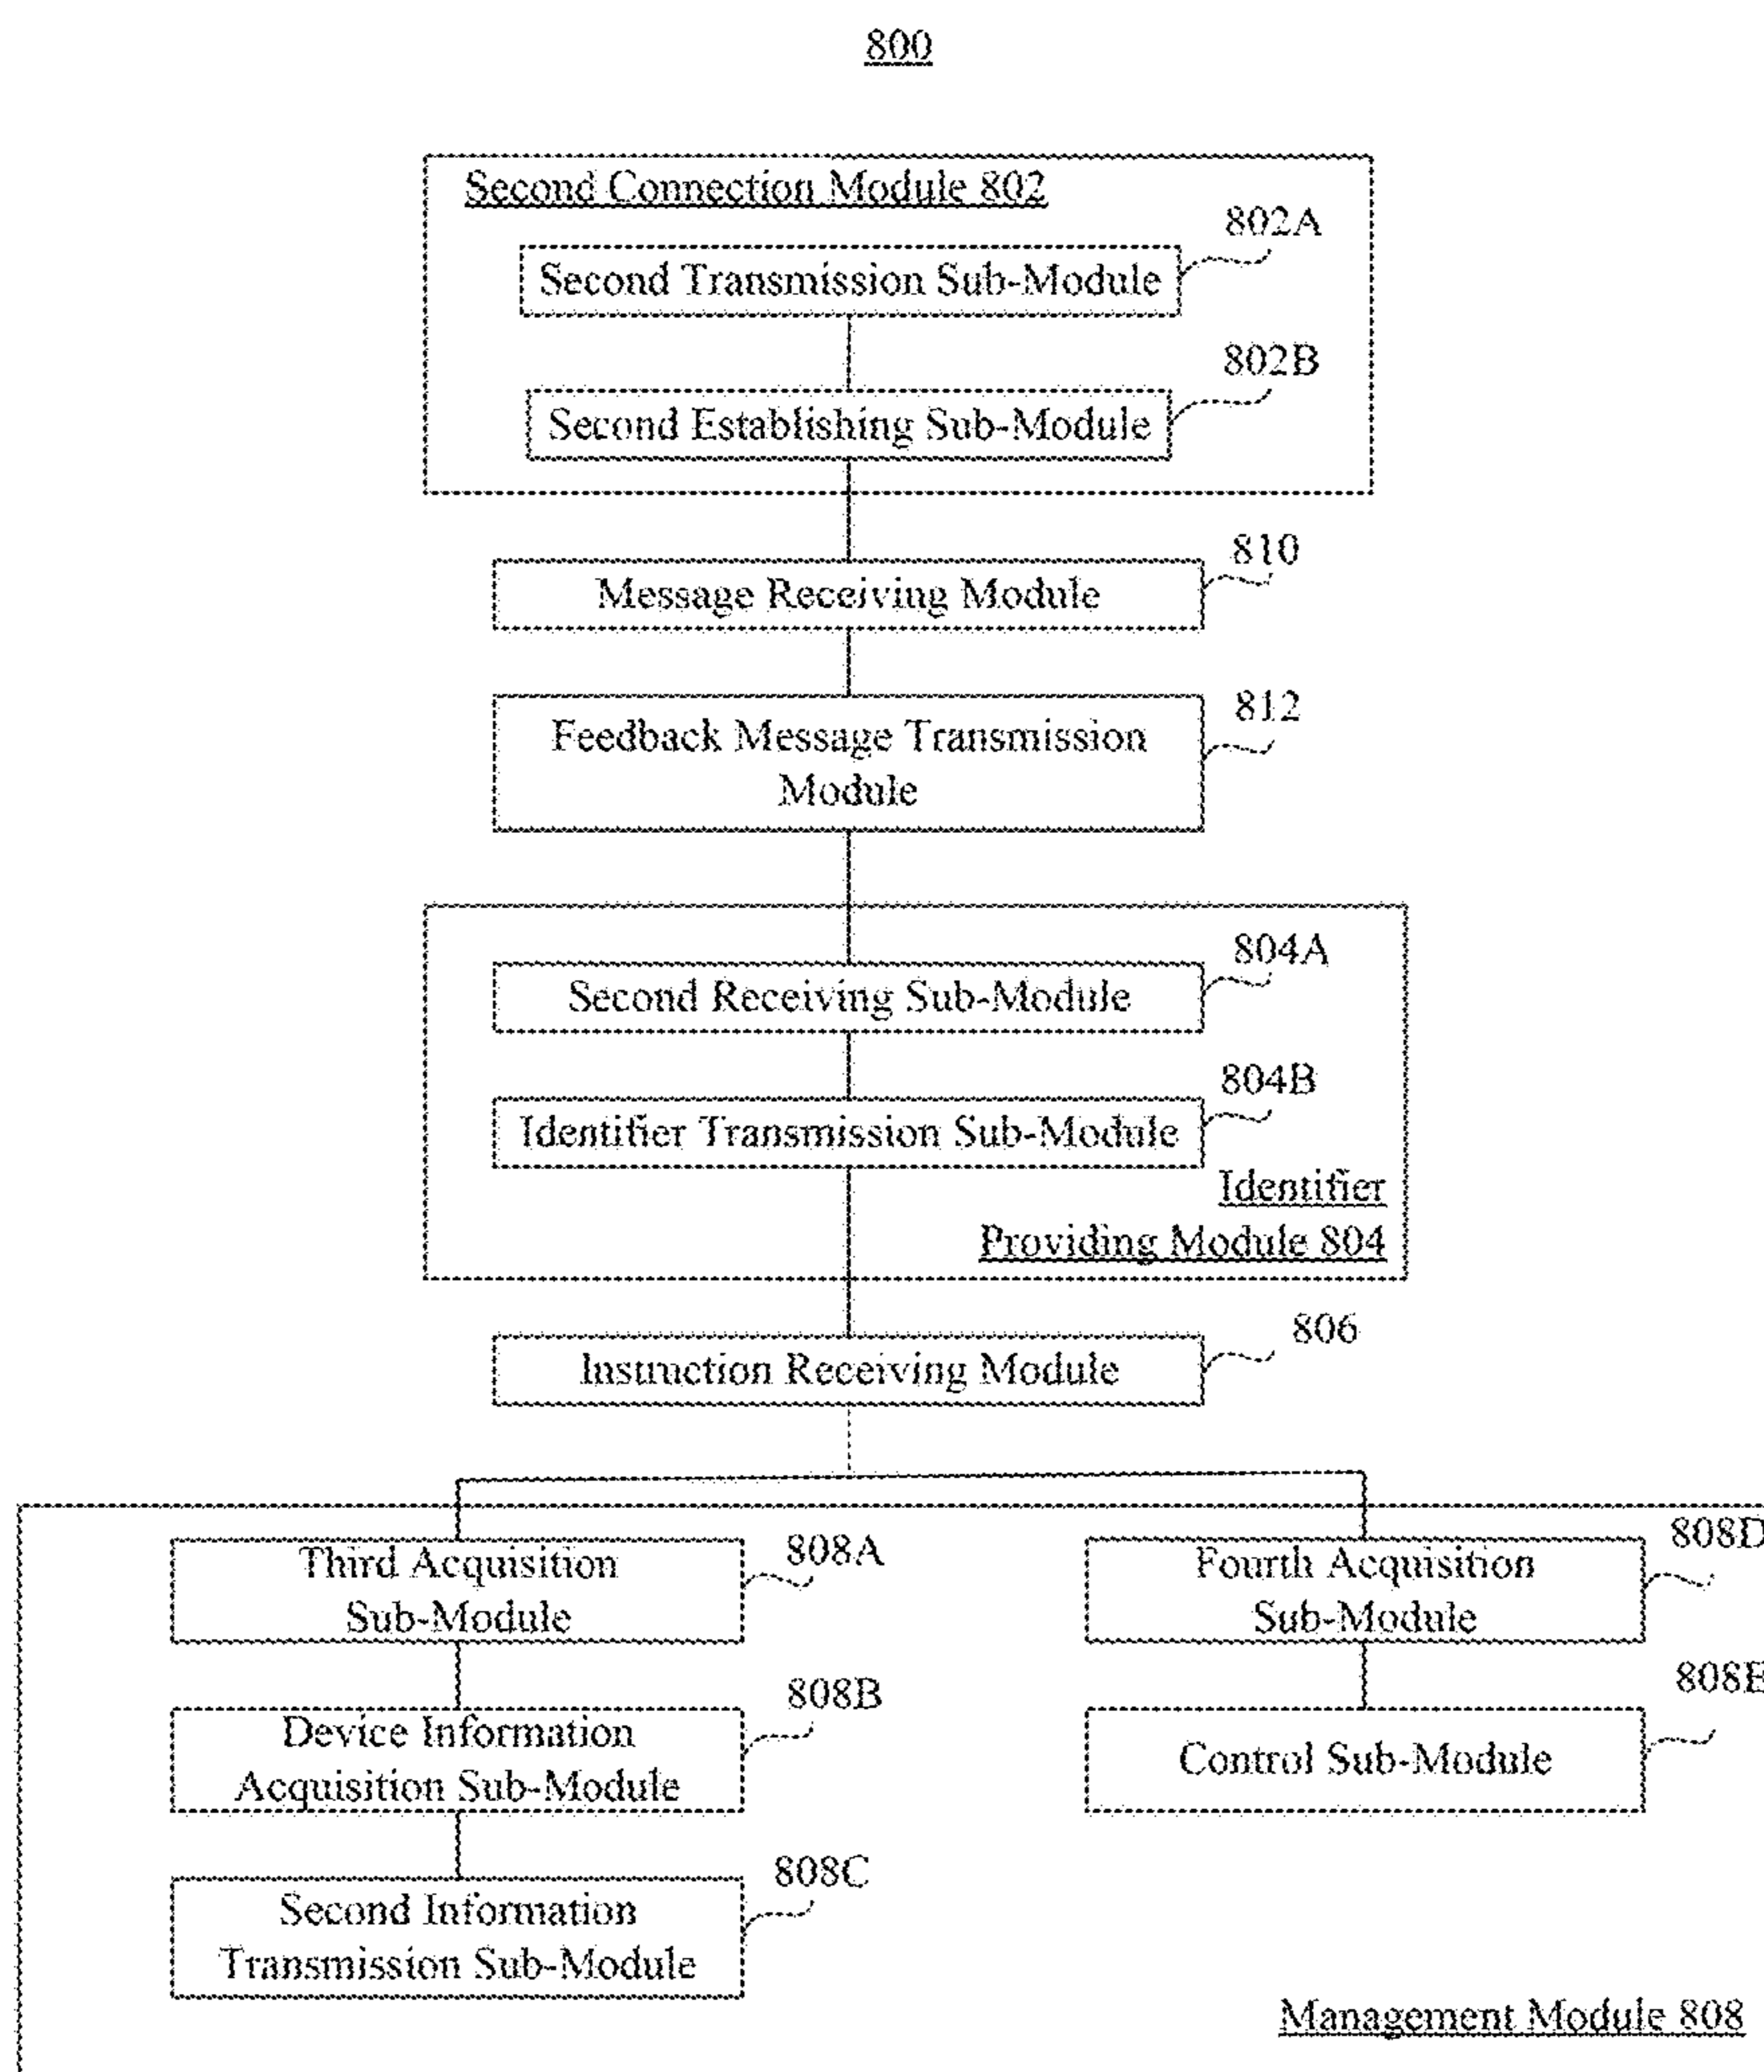 800
Second Connection Module 802
802A
Second Transmission Sub-Module
802B
Second Establishing Sub-Module
810
Message Receiving Module
812
Feedback Message Transmission
Module
804A
Second Receiving Sub-Module
804B
Identifier Transmission Sub-Module
Identifier
Providing Module 804
806
Instruction Receiving Module
808A
Third Acquisition
Sub-Module
808D
Fourth Acquisition
Sub-Module
808B
Device Information
Acquisition Sub-Module
808E
Control Sub-Module
808C
Second Information
Transmission Sub-Module
Management Module 808